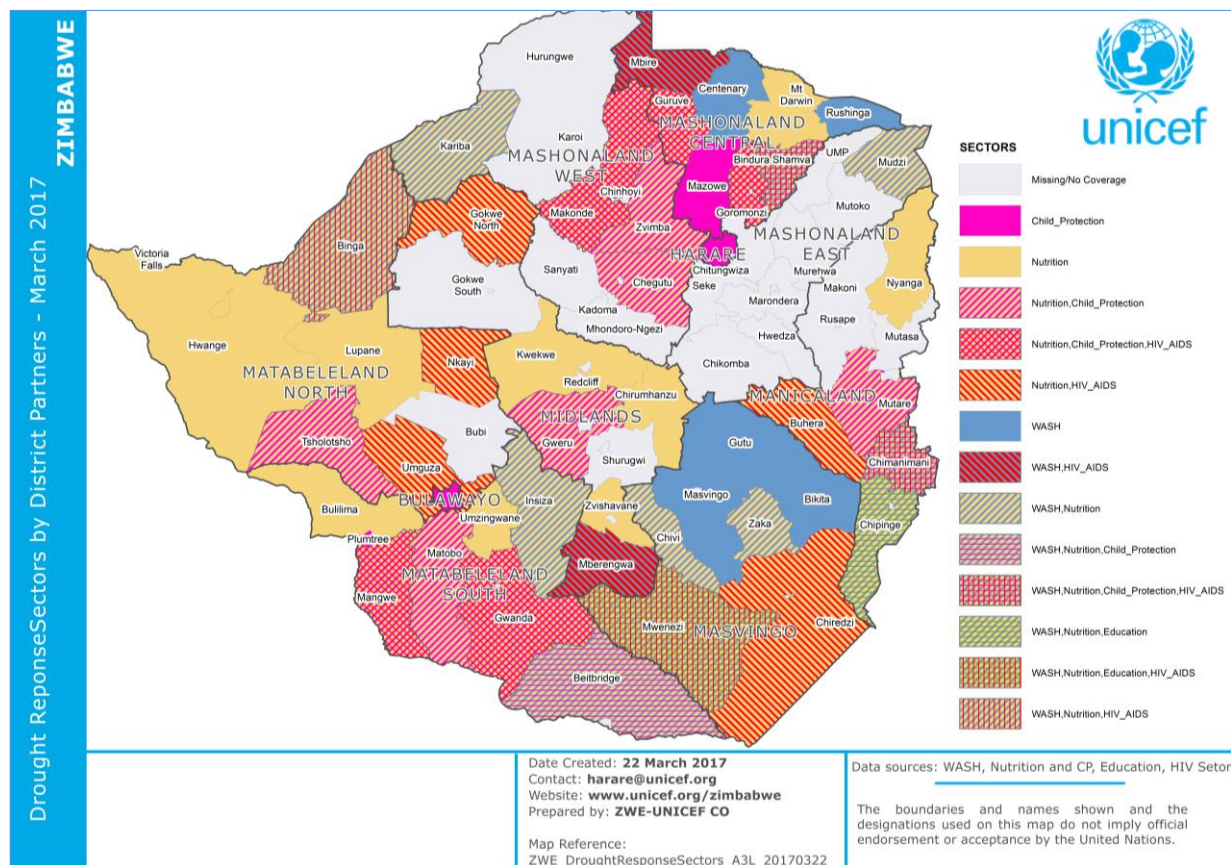 Drought ReponseSectors by District Partners - March 2017
ZIMBABWE
unicef
SECTORS
Missing/No Coverage
Child_Protection
Nutrition
Nutrition,Child_Protection
Nutrition,Child_Protection,HIV_AIDS
Nutrition,HIV_AIDS
WASH
WASH,HIV_AIDS
WASH,Nutrition
WASH,Nutrition,Child_Protection
WASH,Nutrition,Child_Protection,HIV_AIDS
WASH,Nutrition,Education
WASH,Nutrition,Education,HIV_AIDS
WASH,Nutrition,HIV_AIDS
Hurungwe
Mbire
Centenary
Mt
Darwin
Rushinga
Guruve
Kariba
Karoi
MASHONALAND
CENTRAL
UMP
Mudzi
MASHONALAND
WEST
Bindura
Shamva
Mazowe
Chinhoyi
Makonde
Goromonzi
Mutoko
Gokwe
North
Zvimba
MASHONALAND
EAST
Binga
HARARE
Victoria
Falls
Sanyati
Chitungwiza
Murehwa
Nyanga
Gokwe
South
Chegutu
Seke
Makoni
Marondera
Kadoma
Rusape
Mhondoro-Ngezi
Hwedza
Mutasa
Hwange
Lupane
Kwekwe
Nkayi
Chikomba
MATABELELAND
NORTH
Redcliff
Chirumhanzu
MANICALAND
Mutare
MIDLANDS
Buhera
Tsholotsho
Bubi
Gweru
Gutu
Umguza
Shurugwi
Chimanimani
BULAWAYO
Insiza
Masvingo
Bikita
Bulilima
Umzingwane
Zvishavane
Zaka
Chipinge
Plumtree
Chivi
Matobo
Mberengwa
MATABELELAND
SOUTH
Mangwe
Gwanda
Mwenezi
MASVINGO
Chiredzi
Beitbridge
Date Created: 22 March 2017
Contact: harare@unicef.org
Website: www.unicef.org/zimbabwe
Prepared by: ZWE-UNICEF CO
Map Reference:
ZWE_DroughtResponseSectors_A3L_20170322
Data sources: WASH, Nutrition and CP, Education, HIV Setor
The boundaries and names shown and the
designations used on this map do not imply official
endorsement or acceptance by the United Nations.